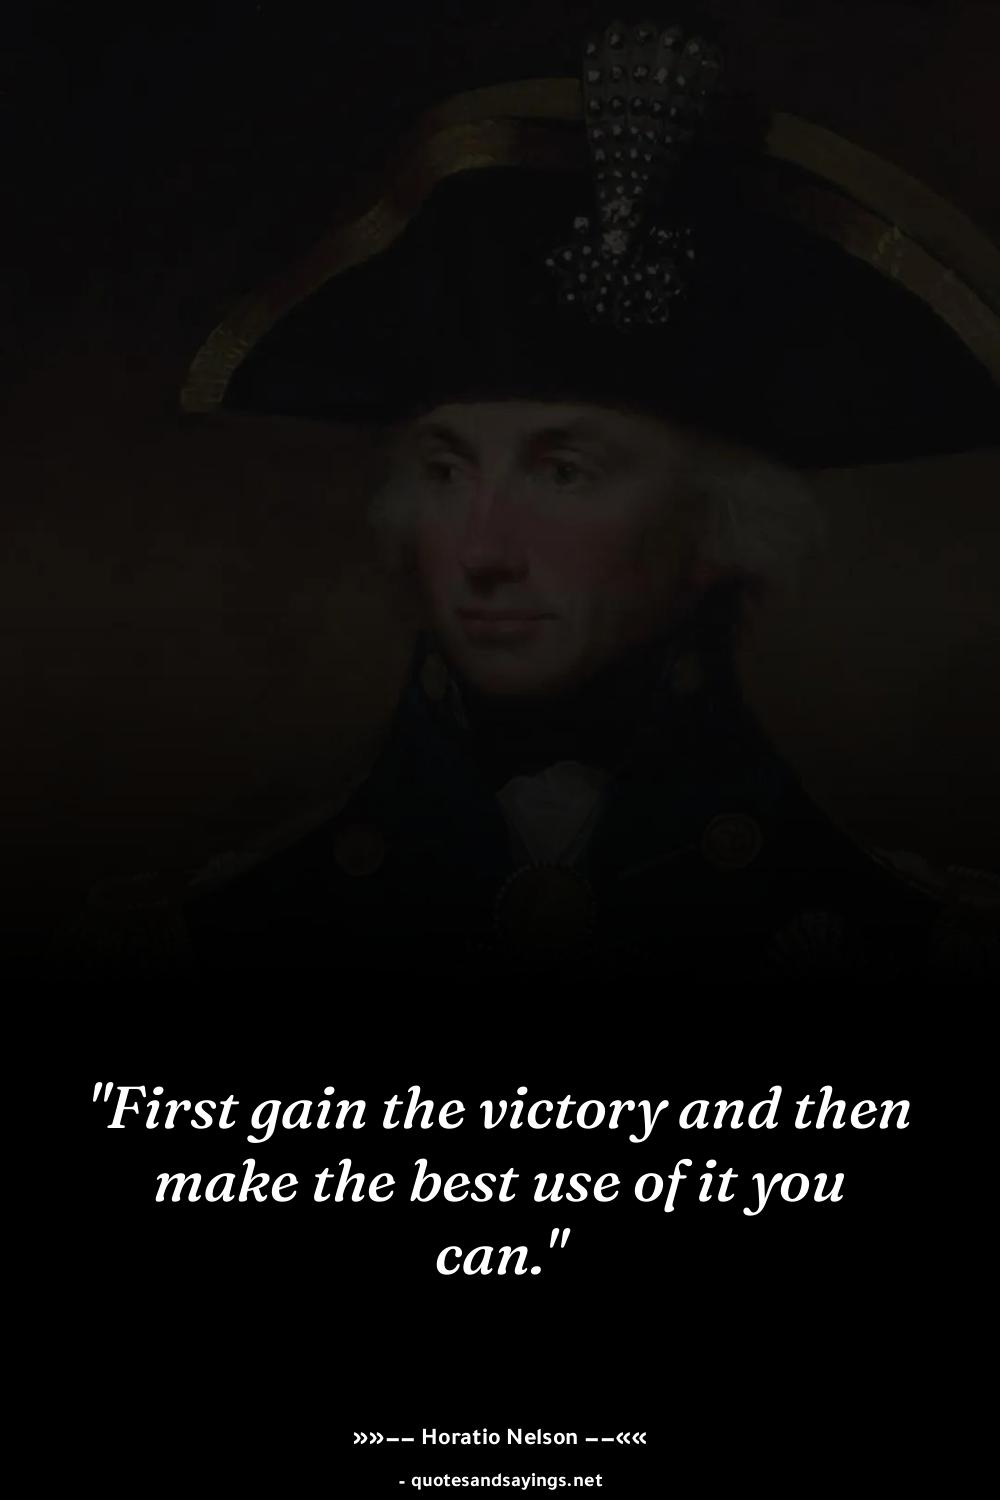 "First gain the victory and then
make the best use of it you
can."
»»−− Horatio Nelson −−««
- quotesandsayings.net